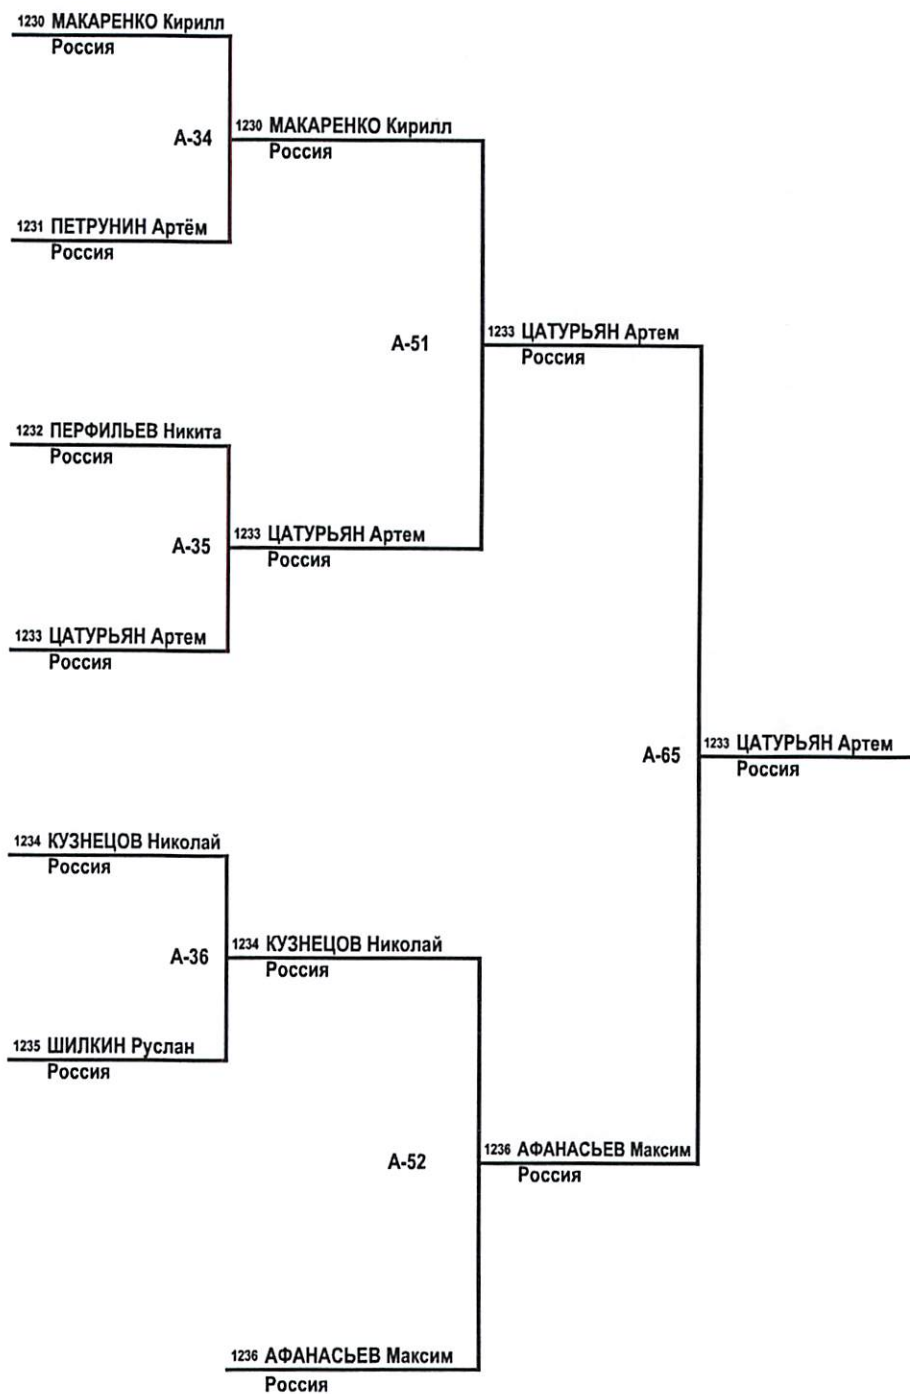 1230 МАКАРЕНКО Кирилл
Россия
А-34
1230 МАКАРЕНКО Кирилл
Россия
1231 ПЕТРУНИН Артём
Россия
А-51
1233 ЦАТУРЬЯН Артем
Россия
1232 ПЕРФИЛЬЕВ Никита
Россия
А-35
1233 ЦАТУРЬЯН Артем
Россия
1233 ЦАТУРЬЯН Артем
Россия
А-65
1233 ЦАТУРЬЯН Артем
Россия
1234 КУЗНЕЦОВ Николай
Россия
А-36
1234 КУЗНЕЦОВ Николай
Россия
1235 ШИЛКИН Руслан
Россия
А-52
1236 АФАНАСЬЕВ Максим
Россия
1236 АФАНАСЬЕВ Максим
Россия